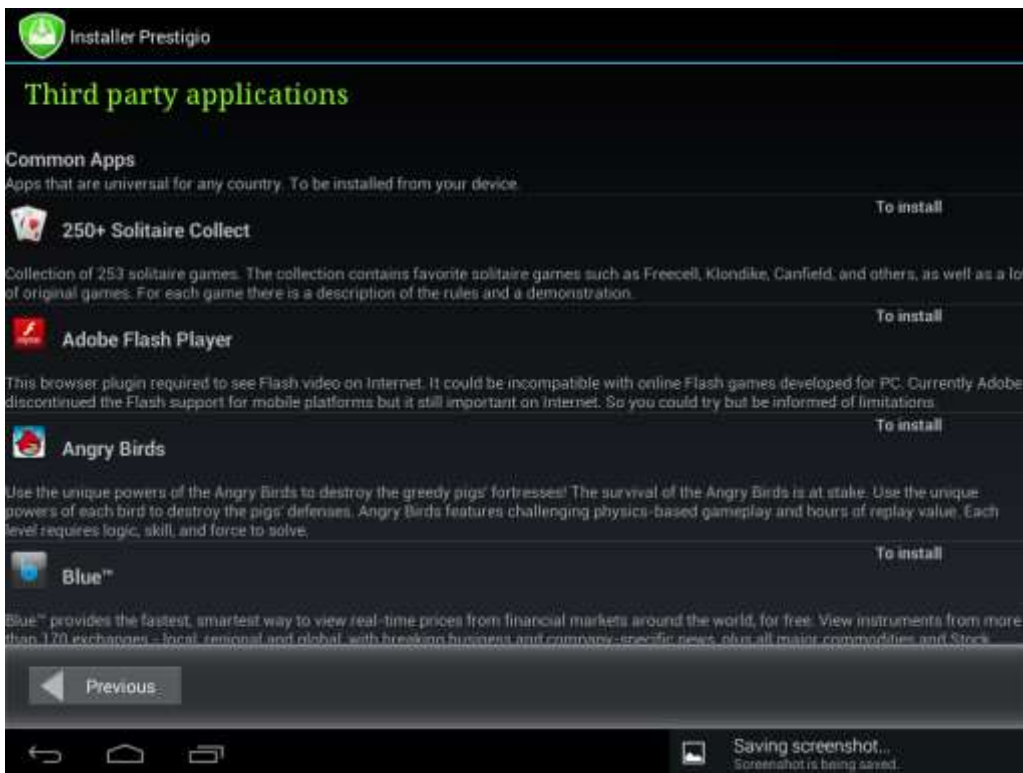 Installer Prestigio
Third party applications
Common Apps
Apps that are universal for any country. To be installed from your device.
To install
250+ Solitaire Collect
Collection of 253 solitaire games. The collection contains favorite solitaire games such as Freecell, Klondike, Canfield, and others, as well as a lo
of original games. For each game there is a description of the rules and a demonstration.
To install
Adobe Flash Player
This browser plugin required to see Flash video on Internet. It could be incompatible with online Flash games developed for PC. Currently Adobe
discontinued the Flash support for mobile platforms but it still important on Internet. So you could try but be informed of limitations.
To install
Angry Birds
Use the unique powers of the Angry Birds to destroy the greedy pigs' fortresses! The survival of the Angry Birds is at stake. Use the unique
powers of each bird to destroy the pigs' defenses. Angry Birds features challenging physics-based gameplay and hours of replay value. Each
level requires logic, skill, and force to solve.
To install
Blue™
Blue™ provides the fastest, smartest way to view real-time prices from financial markets around the world, for free. View instruments from more
than 170 exchanges - local, regional and global, with breaking business and company-specific news, plus all major commodities and Stock
Previous
Saving screenshot...
Screenshot is being saved.